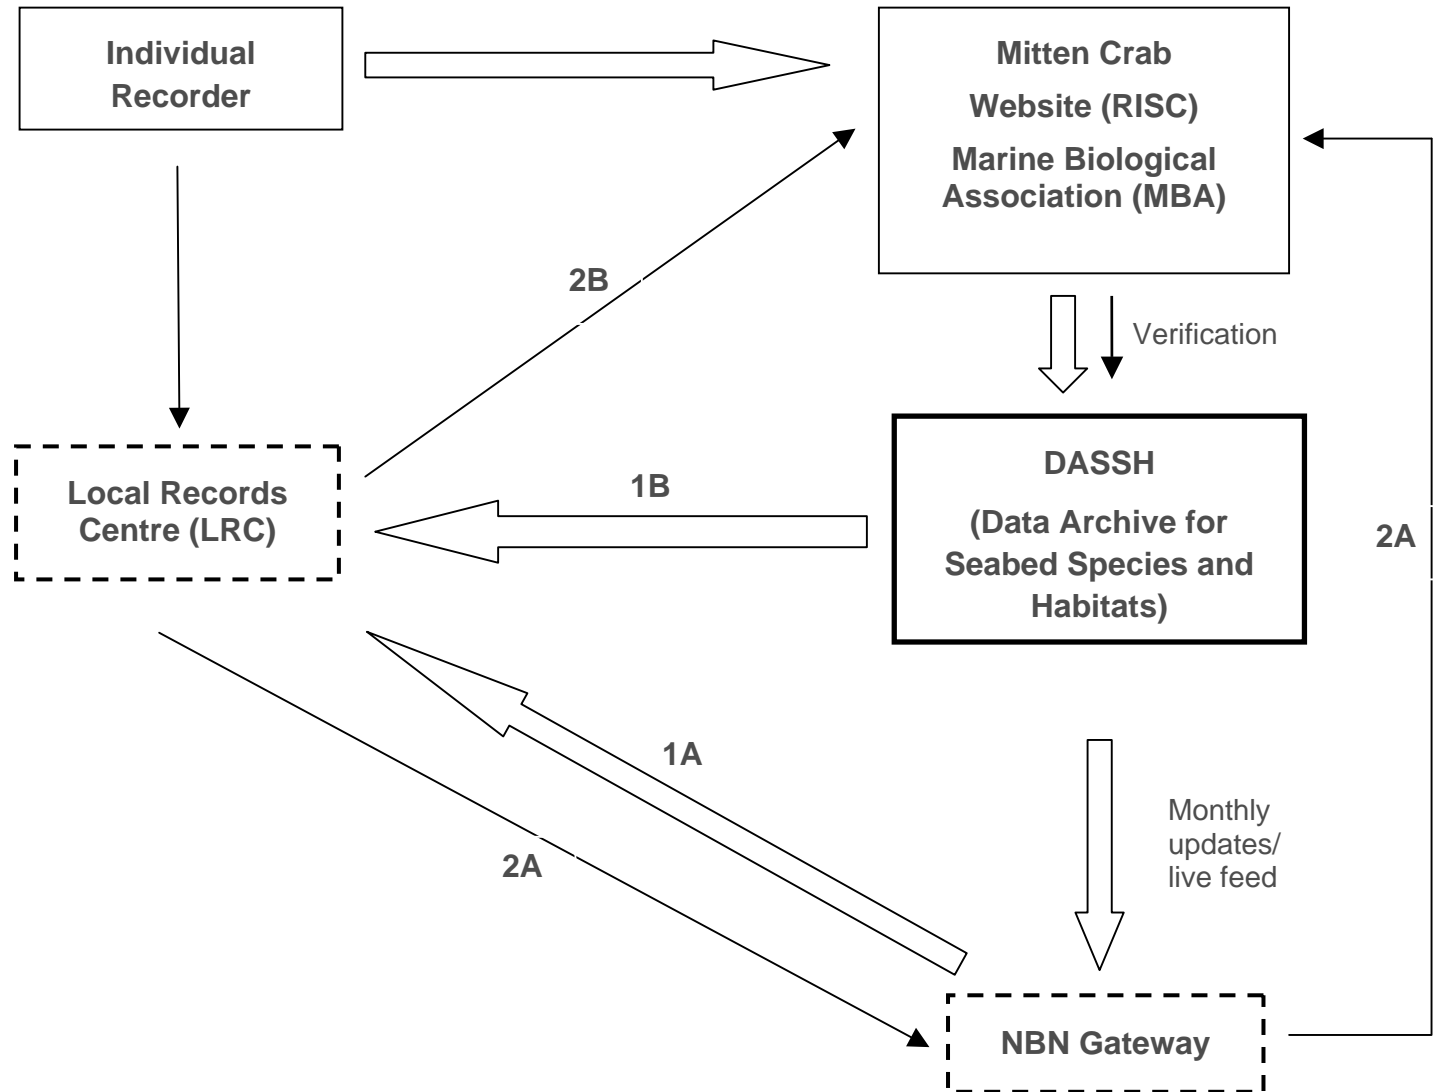 Individual
Recorder
Mitten Crab
Website (RISC)
Marine Biological
Association (MBA)
2B
Verification
Local Records
Centre (LRC)
1B
DASSH
(Data Archive for
Seabed Species and
Habitats)
2A
1A
2A
Monthly
updates/
live feed
NBN Gateway